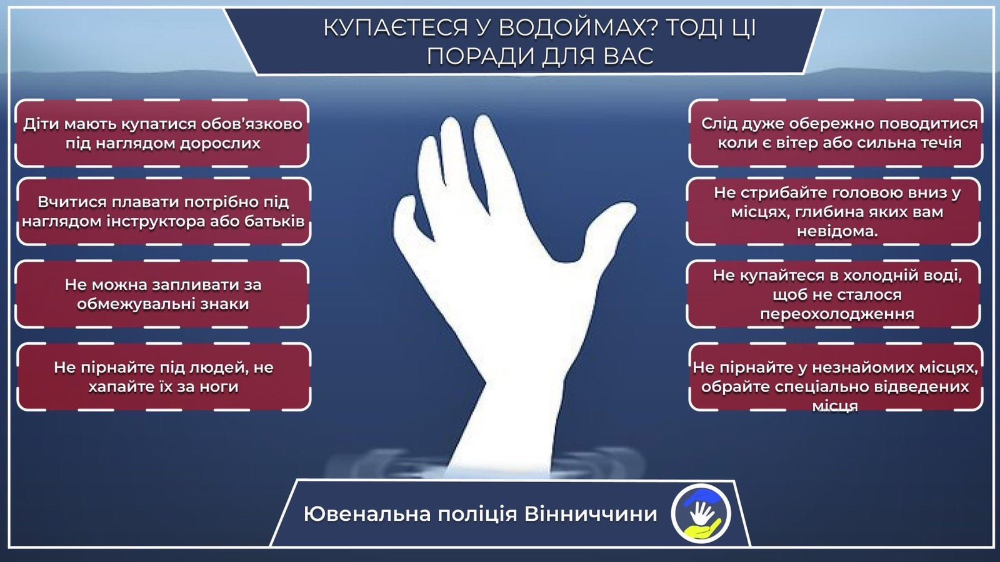 КУПАЄТЕСЯ У ВОДОЙМАХ? ТОДІ ЦІ
ПОРАДИ ДЛЯ ВАС
Діти мають купатися обов’язково
під наглядом дорослих
Вчитися плавати потрібно під
наглядом інструктора або батьків
Не можна запливати за
обмежувальні знаки
Не пірнайте під людей, не
хапайте їх за ноги
Слід дуже обережно поводитися
коли є вітер або сильна течія
Не стрибайте головою вниз у
місцях, глибина яких вам
невідома.
Не купайтеся в холодній воді,
щоб не сталося
переохолодження
Не пірнайте у незнайомих місцях,
обрайте спеціально відведених
місця
Ювенальна поліція Вінниччини